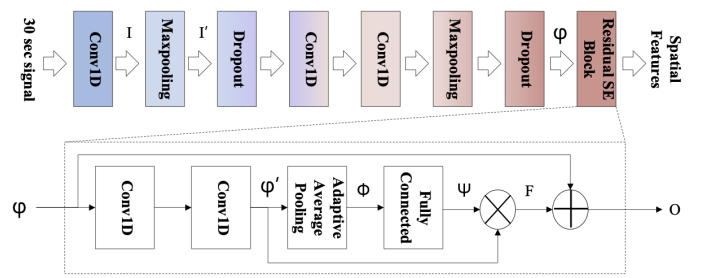 30 sec signal
Conv1D
I
Maxpooling
I′
Dropout
Conv1D
Conv1D
Maxpooling
Dropout
φ
Residual SE
Block
Spatial
Features
φ
Conv1D
Conv1D
φ′
Adaptive
Average
Pooling
Φ
Fully
Connected
Ψ
F
O